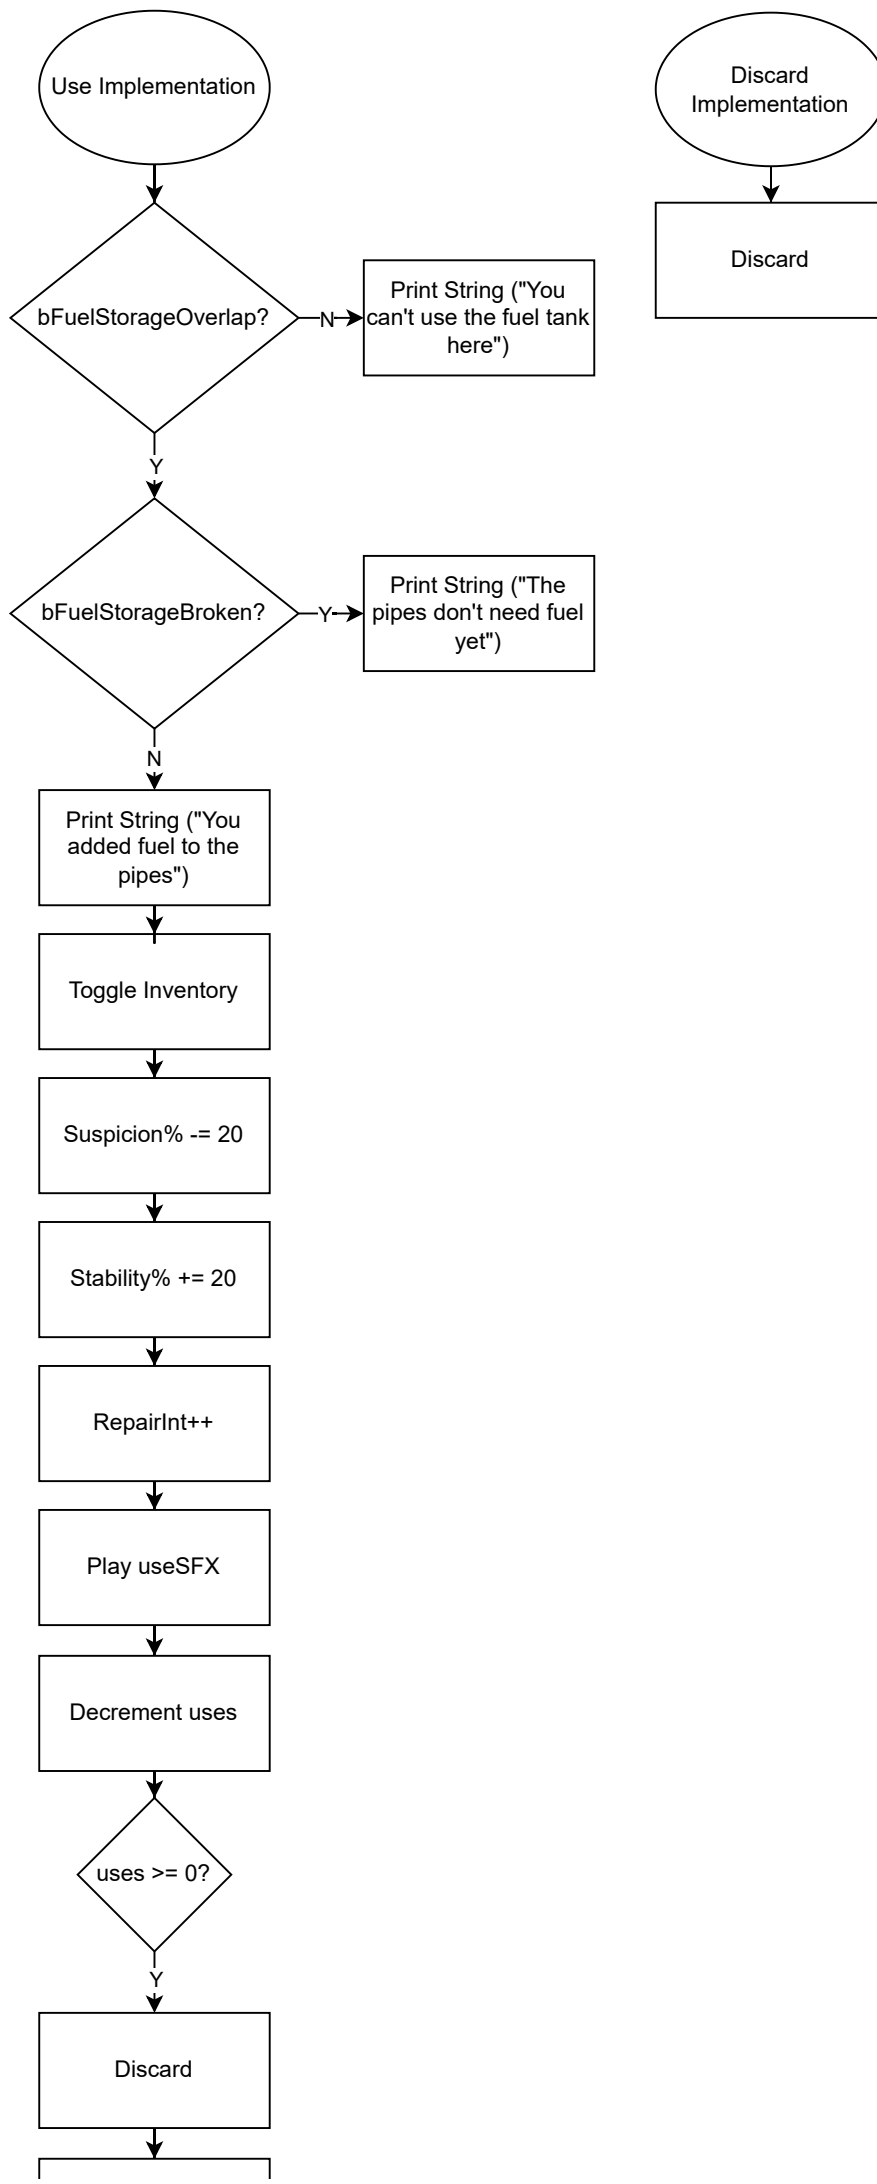 Use Implementation
Discard
Implementation
Discard
bFuelStorageOverlap?
N
Print String ("You
can't use the fuel tank
here")
Y
bFuelStorageBroken?
Y
Print String ("The
pipes don't need fuel
yet")
N
Print String ("You
added fuel to the
pipes")
Toggle Inventory
Suspicion% -= 20
Stability% += 20
RepairInt++
Play useSFX
Decrement uses
uses >= 0?
Y
Discard